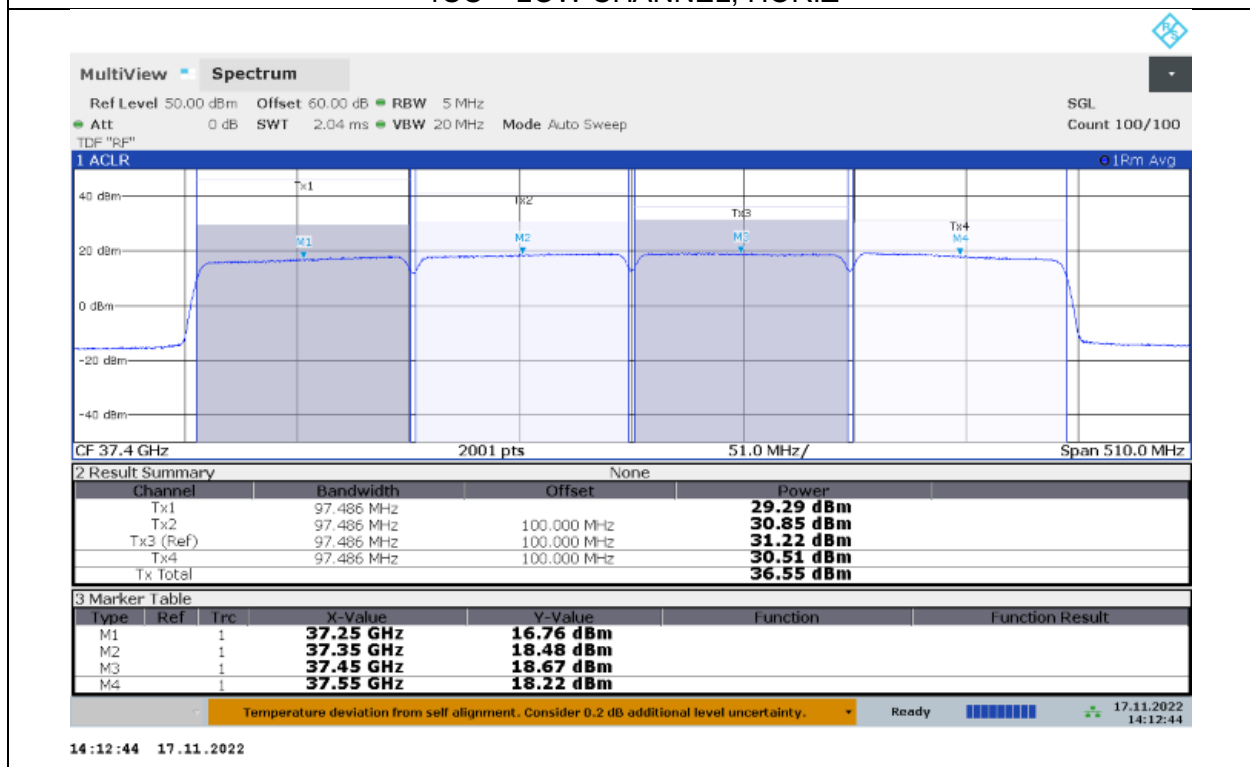 MultiView Spectrum
Ref Level 50.00 dBm Offset 60.00 dB RBW 5 MHz SGL
Att 0 dB SWT 2.04 ms VBW 20 MHz Mode Auto Sweep Count 100/100
TDF "RF"
1 ACLR 1Rm Avg
Tx1
40 dBm
Tx2
Tx3
Tx4
M1 M2 M3 M4
20 dBm
0 dBm
-20 dBm
-40 dBm
CF 37.4 GHz 2001 pts 51.0 MHz/ Span 510.0 MHz
2 Result Summary None
Channel Bandwidth Offset Power
Tx1 97.486 MHz 29.29 dBm
Tx2 97.486 MHz 100.000 MHz 30.85 dBm
Tx3 (Ref) 97.486 MHz 100.000 MHz 31.22 dBm
Tx4 97.486 MHz 100.000 MHz 30.51 dBm
Tx Total 36.55 dBm
3 Marker Table
Type Ref Trc X-Value Y-Value Function Function Result
M1 1 37.25 GHz 16.76 dBm
M2 1 37.35 GHz 18.48 dBm
M3 1 37.45 GHz 18.67 dBm
M4 1 37.55 GHz 18.22 dBm
Temperature deviation from self alignment. Consider 0.2 dB additional level uncertainty. Ready 17.11.2022
14:12:44
14:12:44 17.11.2022